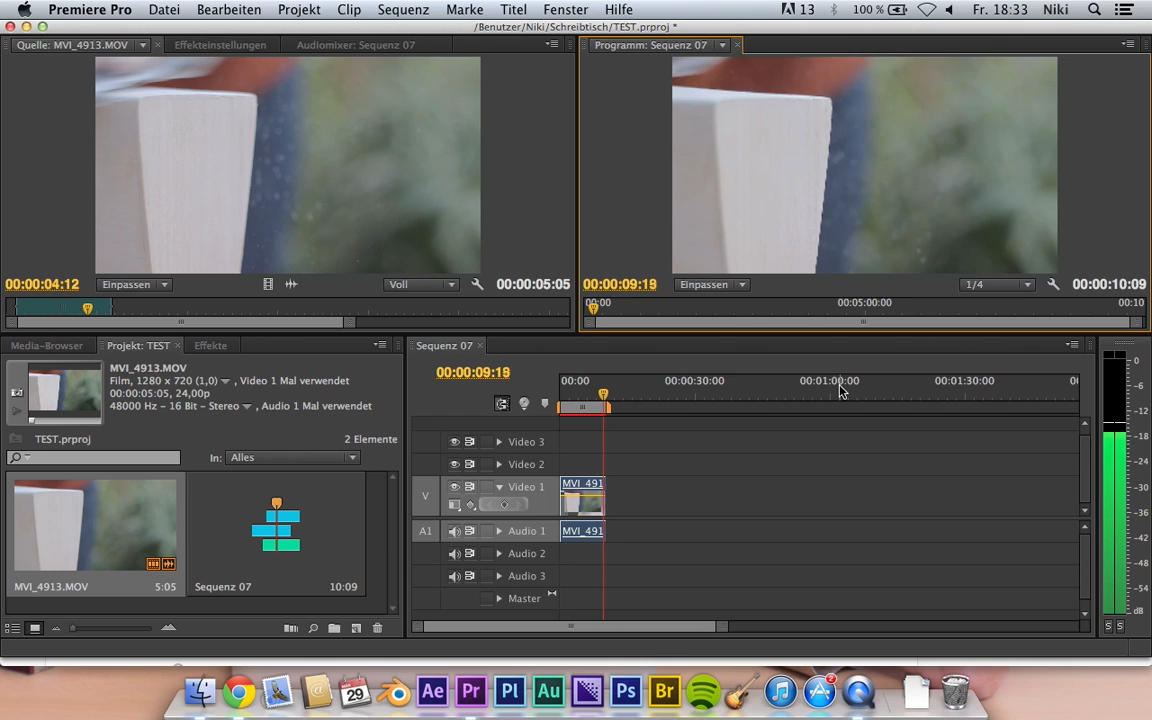 Premiere Pro Datei Bearbeiten Projekt Clip Sequenz Marke Titel Fenster Hilfe 13 100 % Fr. 18:33 Niki
/Benutzer/Niki/Schreibtisch/TEST.prproj *
Quelle: MVI_4913.MOV Effekteinstellungen Audiomixer: Sequenz 07
Programm: Sequenz 07
00:00:04:12 Einpassen Voll 00:00:05:05
00:00:09:19 Einpassen 1/4 00:00:10:09
00:00 00:05:00:00 00:10
Media-Browser Projekt: TEST Effekte
MVI_4913.MOV
Film, 1280 x 720 (1,0) , Video 1 Mal verwendet
00:00:05:05, 24,00p
48000 Hz - 16 Bit - Stereo , Audio 1 Mal verwendet
TEST.prproj 2 Elemente
In: Alles
MVI_4913.MOV 5:05
Sequenz 07 10:09
Sequenz 07
00:00:09:19
00:00 00:00:30:00 00:01:00:00 00:01:30:00 00
Video 3
Video 2
V Video 1 MVI_491
A1 Audio 1 MVI_491
Audio 2
Audio 3
Master
0
-6
-12
-18
-24
-30
-36
-42
-48
-54
dB
S S
MON 29 Ae Pr Pl Au Ps Br 2